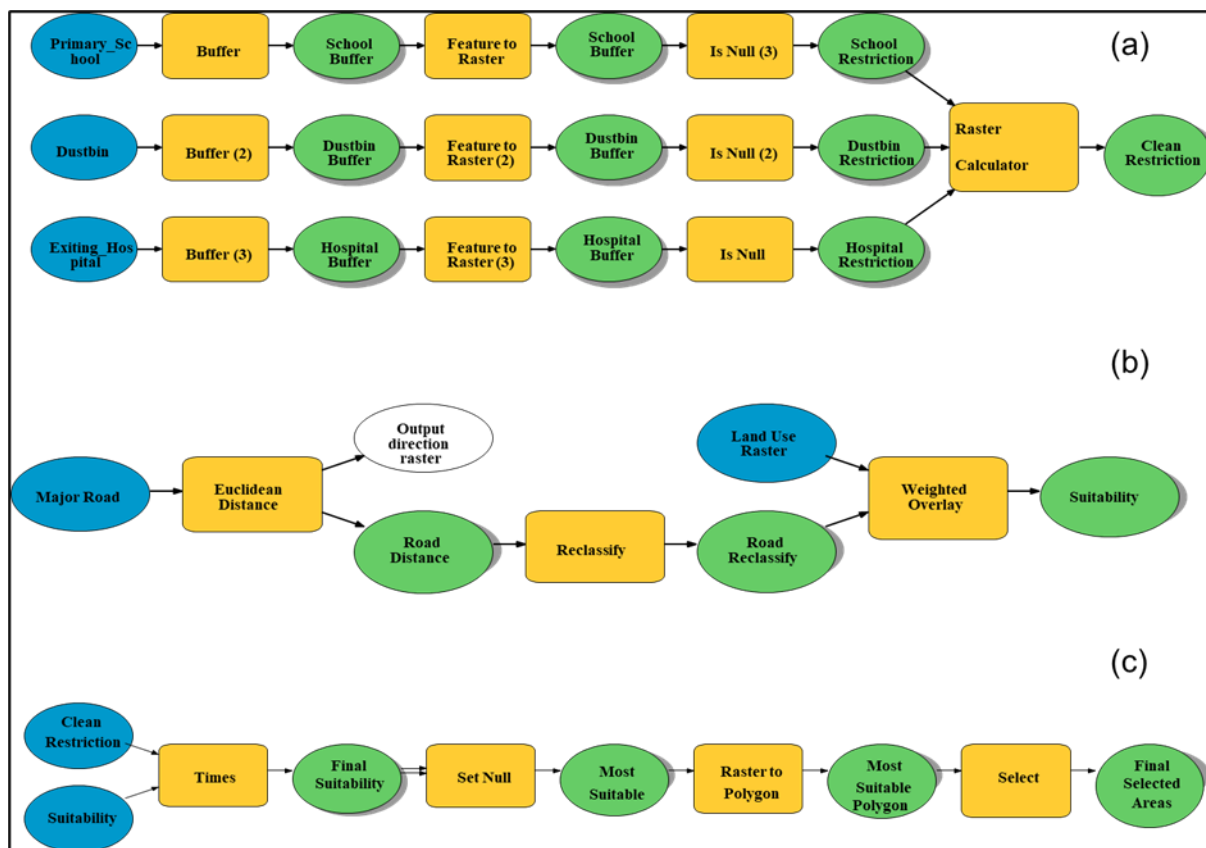 (a)
Primary_Sc
hool
Buffer
School
Buffer
Feature to
Raster
School
Buffer
Is Null (3)
School
Restriction
Dustbin
Buffer (2)
Dustbin
Buffer
Feature to
Raster (2)
Dustbin
Buffer
Is Null (2)
Dustbin
Restriction
Raster
Calculator
Clean
Restriction
Exiting_Hos
pital
Buffer (3)
Hospital
Buffer
Feature to
Raster (3)
Hospital
Buffer
Is Null
Hospital
Restriction
(b)
Major Road
Euclidean
Distance
Output
direction
raster
Road
Distance
Reclassify
Land Use
Raster
Road
Reclassify
Weighted
Overlay
Suitability
(c)
Clean
Restriction
Suitability
Times
Final
Suitability
Set Null
Most
Suitable
Raster to
Polygon
Most
Suitable
Polygon
Select
Final
Selected
Areas